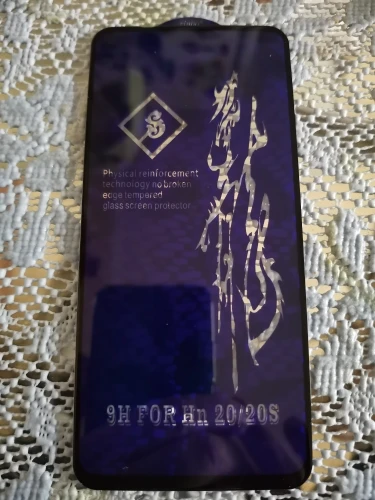 S
Physical reinforcement
technology no broken
edge tempered
glass screen protector
9H FOR Hn 20/20S